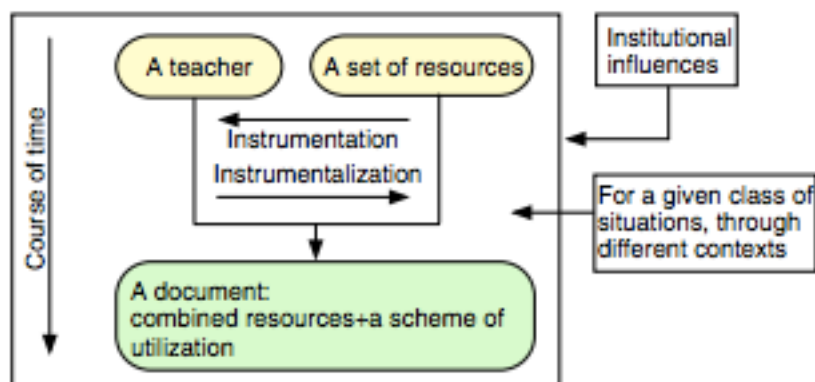 A teacher
A set of resources
Institutional
influences
Course of time
Instrumentation
Instrumentalization
For a given class of
situations, through
different contexts
A document:
combined resources+a scheme of
utilization